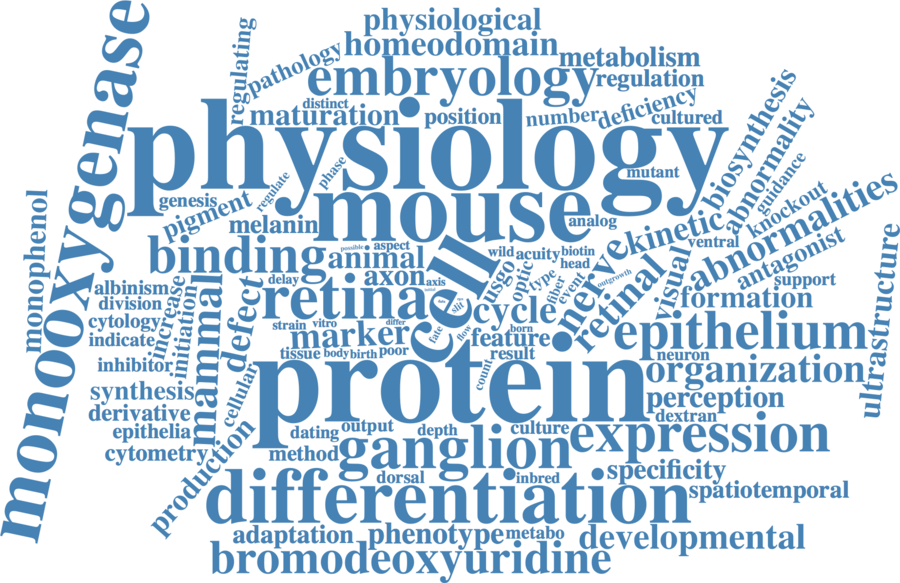 physiological
homeodomain
metabolism
embryology
regulation
regulating
pathology
monooxygenase
distinct
maturation
position
number
deficiency
cultured
biosynthesis
abnormality
physiology
mutant
guidance
phase
regulate
genesis
pigment
mouse
analog
knockout
abnormalities
melanin
kinetic
ventral
antagonist
monophenol
binding
possible
aspect
animal
cell
wild
acuity
biotin
head
nerve
retinal
visual
support
ultrastructure
albinism
division
cytology
indicate
increase
initiation
mammal
defect
delay
axon
axis
retina
usgo
optic
type
fiber
event
outgrowth
formation
cycle
strain
vitro
differ
marker
fate
slit
flow
born
feature
epithelium
inhibitor
tissue
body
birth
poor
result
neuron
synthesis
cellular
protein
count
organization
derivative
perception
epithelia
dating
output
depth
culture
dextran
expression
cytometry
production
method
ganglion
specificity
dorsal
inbred
differentiation
spatiotemporal
adaptation
phenotype
metabo
developmental
bromodeoxyuridine